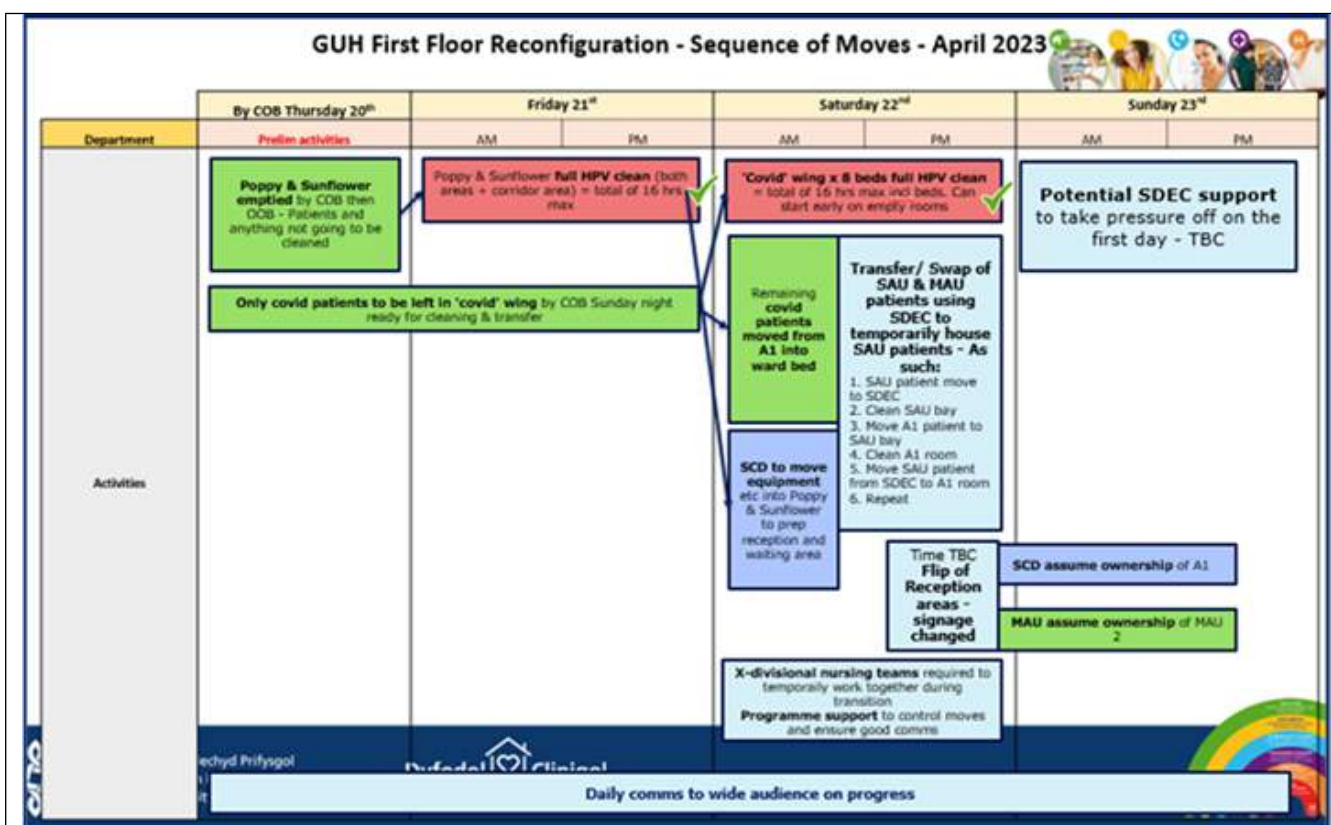 GUH First Floor Reconfiguration - Sequence of Moves - April 2023
By COB Thursday 20th
Friday 21st
Saturday 22nd
Sunday 23rd
Department
Prelim activities
AM
PM
AM
PM
AM
PM
Activities
Poppy & Sunflower
emptied by COB then
OOB - Patients and
anything not going to be
cleaned
Poppy & Sunflower full HPV clean (both
areas + corridor area) = total of 16 hrs
max
'Covid' wing x 8 beds full HPV clean
= total of 16 hrs max incl beds. Can
start early on empty rooms
Potential SDEC support
to take pressure off on the
first day - TBC
Only covid patients to be left in 'covid' wing by COB Sunday night
ready for cleaning & transfer
Remaining
covid
patients
moved from
A1 into
ward bed
Transfer/ Swap of
SAU & MAU
patients using
SDEC to
temporarily house
SAU patients - As
such:
1. SAU patient move
to SDEC
2. Clean SAU bay
3. Move A1 patient to
SAU bay
4. Clean A1 room
5. Move SAU patient
from SDEC to A1 room
6. Repeat
SCD to move
equipment
etc into Poppy
& Sunflower
to prep
reception and
waiting area
Time TBC
Flip of
Reception
areas -
signage
changed
SCD assume ownership of A1
MAU assume ownership of MAU
2
X-divisional nursing teams required to
temporaily work together during
transition
Programme support to control moves
and ensure good comms
echyd Prifysgol
Dyfodol Clinigol
Daily comms to wide audience on progress